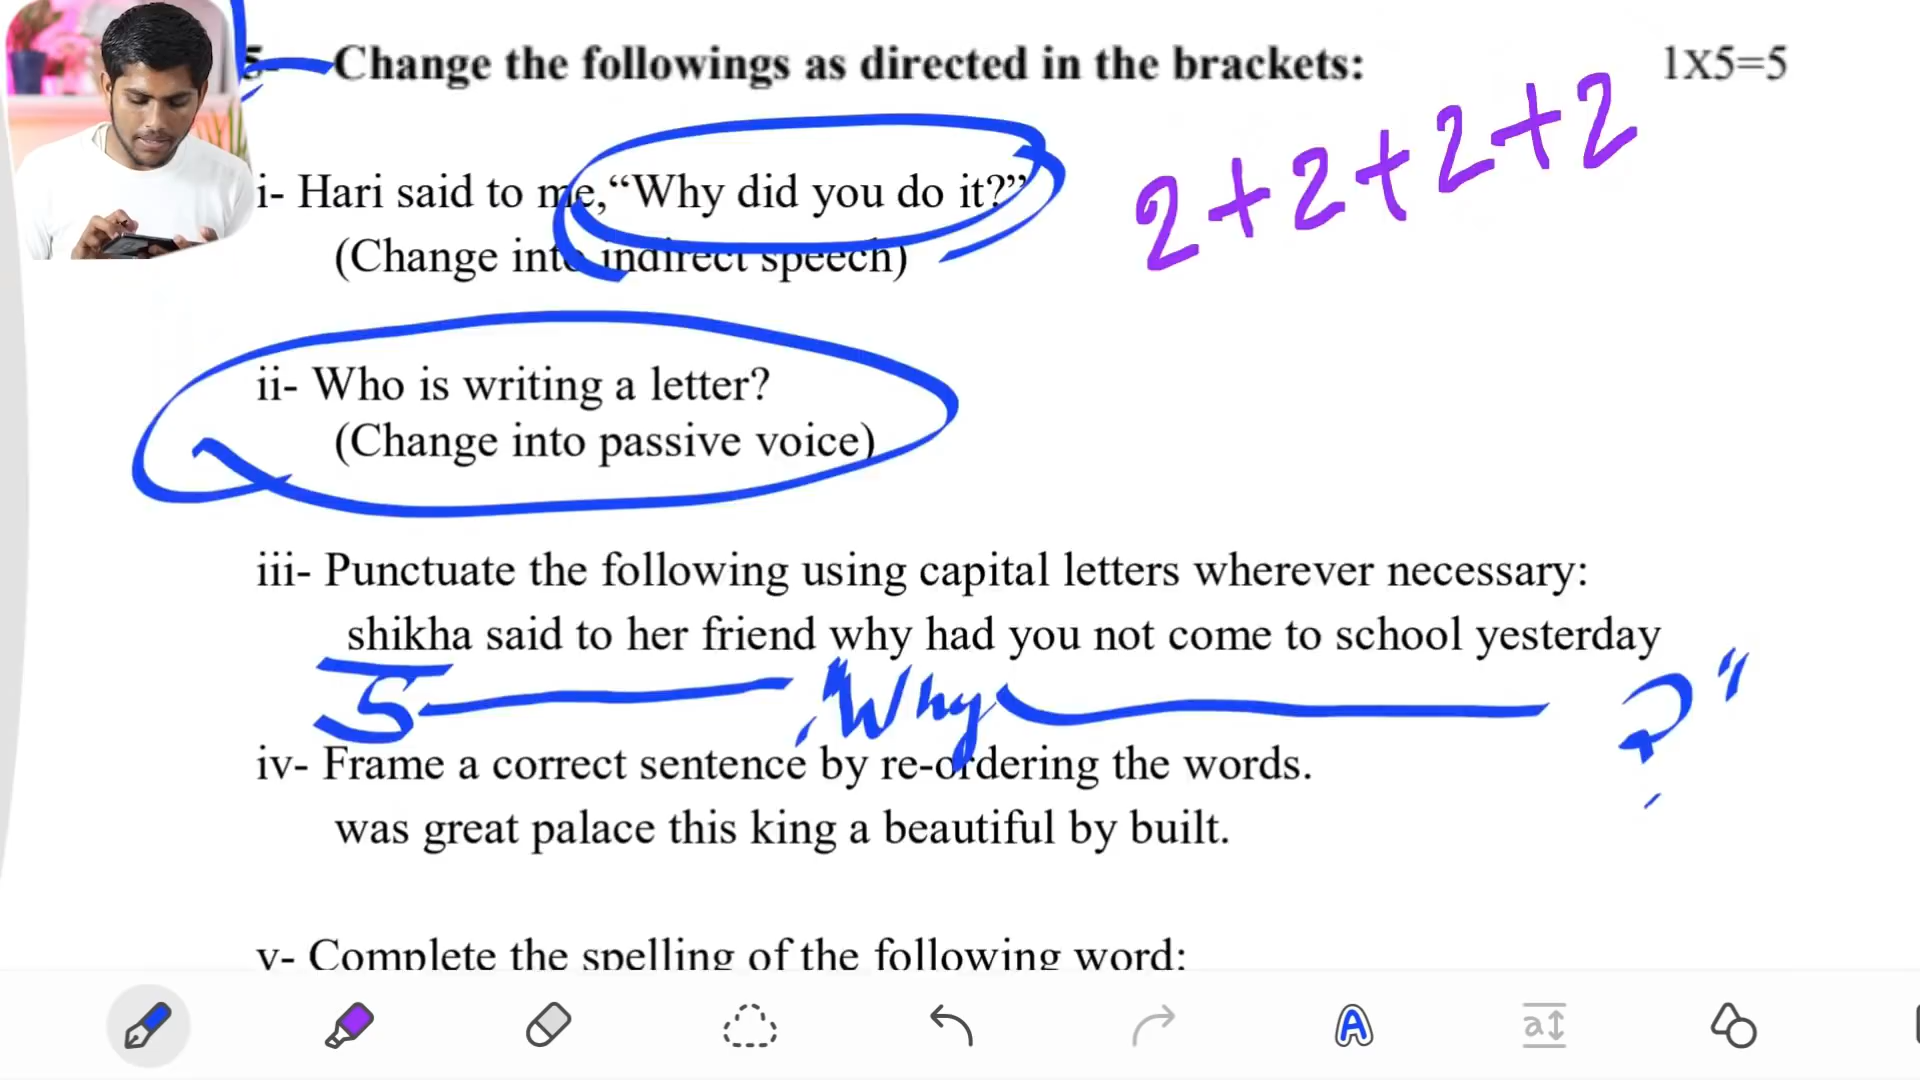 5- Change the followings as directed in the brackets: 1X5=5
2+2+2+2
i- Hari said to me,“Why did you do it?”
(Change into indirect speech)
ii- Who is writing a letter?
(Change into passive voice)
iii- Punctuate the following using capital letters wherever necessary:
shikha said to her friend why had you not come to school yesterday
S , "Why ? "
iv- Frame a correct sentence by re-ordering the words.
was great palace this king a beautiful by built.
v- Complete the spelling of the following word:
A a